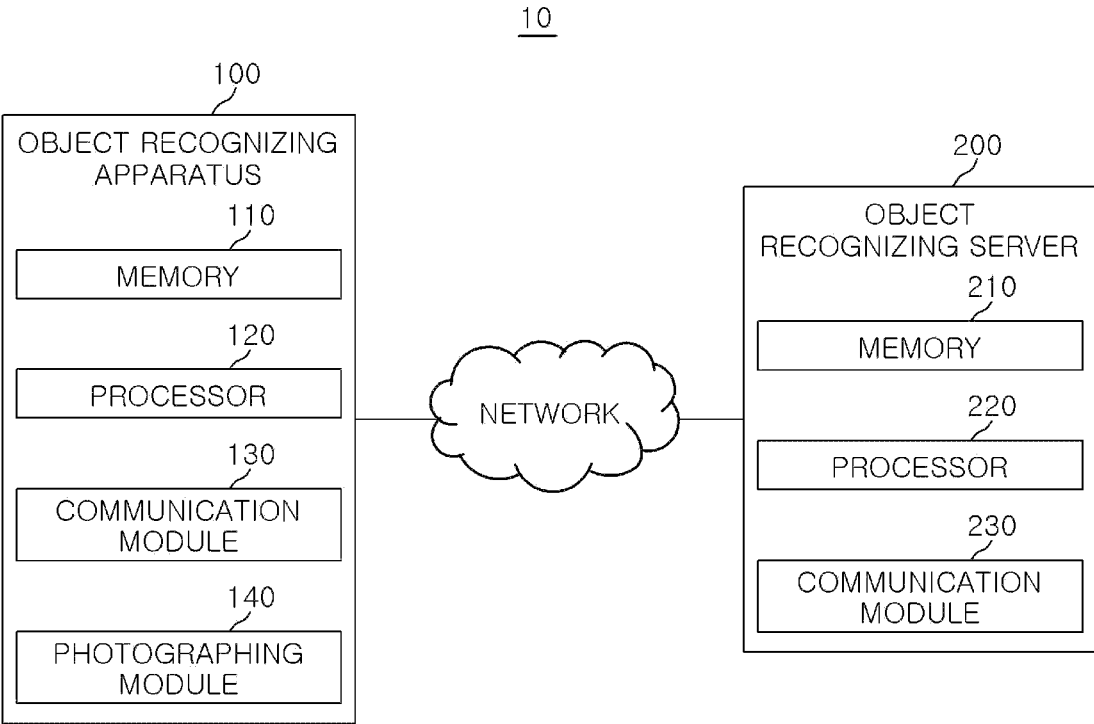 10
100
OBJECT RECOGNIZING
APPARATUS
110
MEMORY
120
PROCESSOR
130
COMMUNICATION
MODULE
140
PHOTOGRAPHING
MODULE
NETWORK
200
OBJECT
RECOGNIZING SERVER
210
MEMORY
220
PROCESSOR
230
COMMUNICATION
MODULE